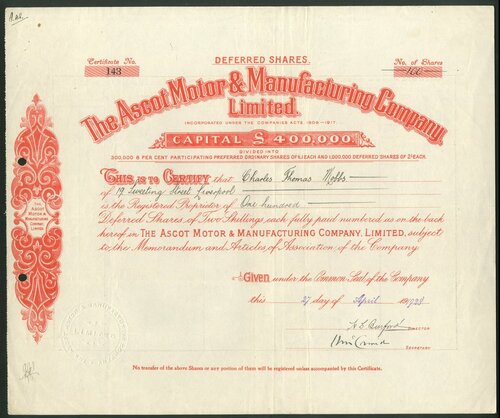 DEFERRED SHARES.
Certificate No.
143
No. of Shares
100
The Ascot Motor & Manufacturing Company,
Limited.
INCORPORATED UNDER THE COMPANIES ACTS, 1908-1917.
CAPITAL £400,000.
DIVIDED INTO
300,000 8 PER CENT PARTICIPATING PREFERRED ORDINARY SHARES OF £1 EACH AND 1,000,000 DEFERRED SHARES OF 2/- EACH.
THIS IS TO CERTIFY that Charles Thomas Nobbs
of 19 Sweeting Street Liverpool
is the Registered Proprietor of One hundred
Deferred Shares of Two Shillings each fully paid numbered as on the back
hereof in THE ASCOT MOTOR & MANUFACTURING COMPANY, LIMITED, subject
to the Memorandum and Articles of Association of the Company
Given under the Common Seal of the Company
this 27 day of April 1928
DIRECTOR
SECRETARY
No transfer of the above Shares or any portion of them will be registered unless accompanied by this Certificate.
THE
ASCOT
MOTOR &
MANUFACTURING
COMPANY,
LIMITED.